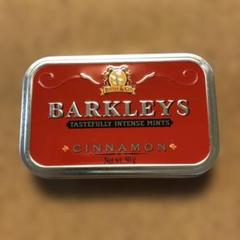 BARKLEYS
TASTEFULLY INTENSE MINTS
CINNAMON
Net wt. 50g